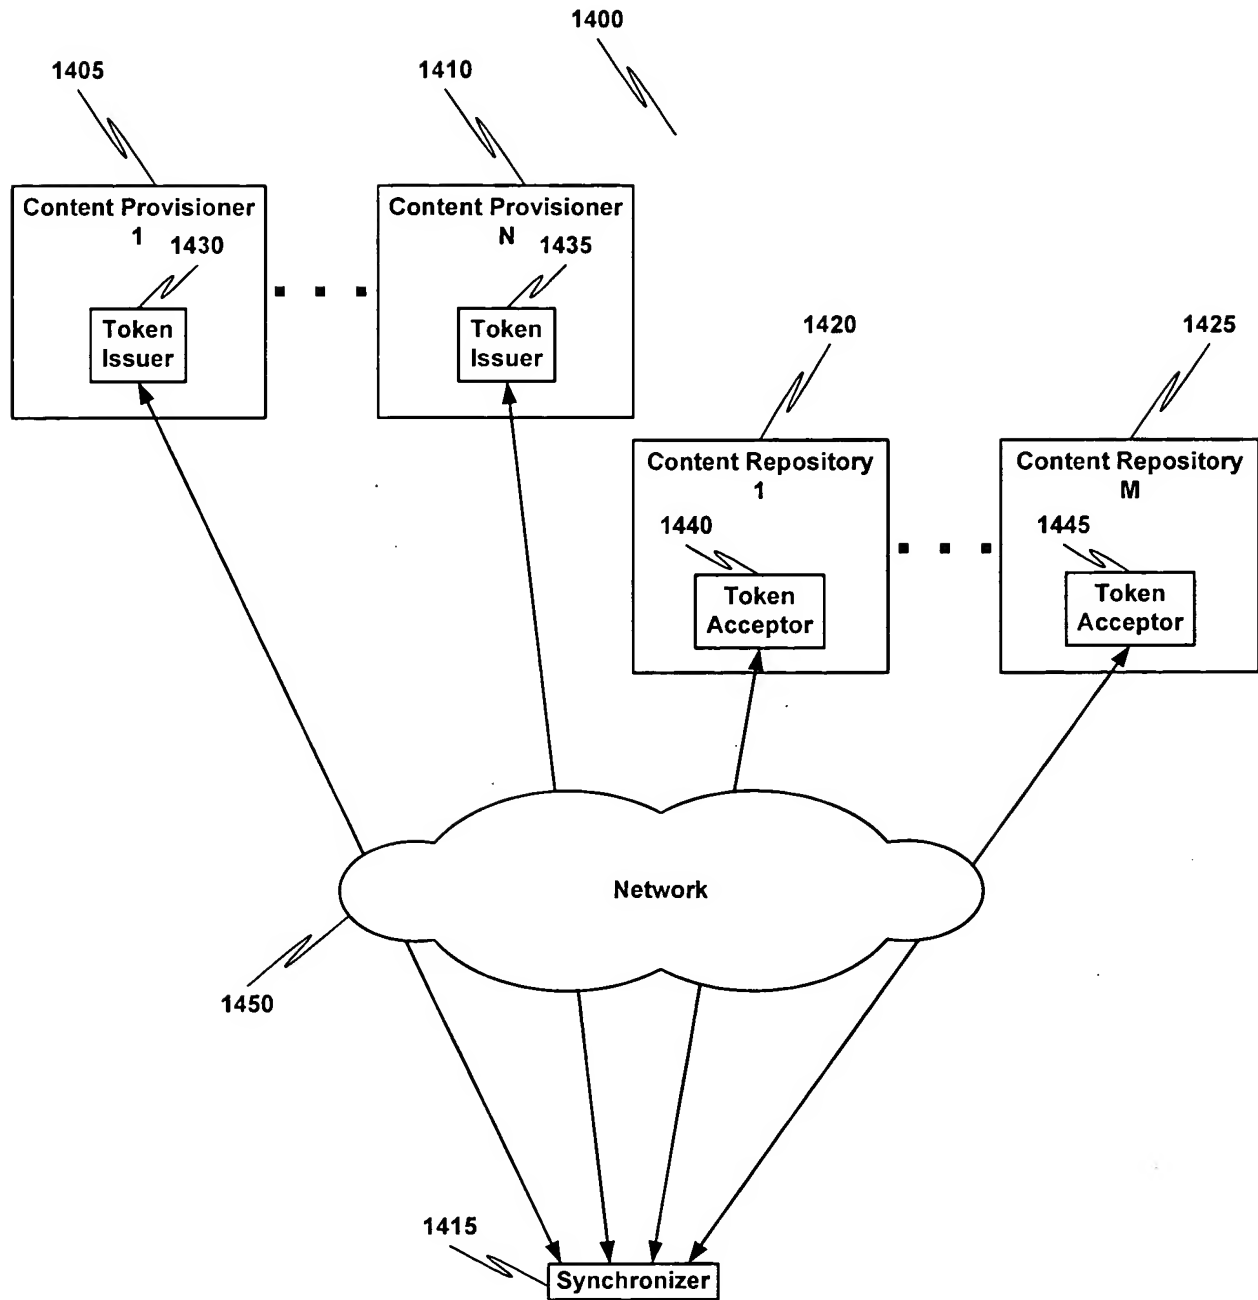 1400
1405
1410
Content Provisioner
1
1430
Token
Issuer
Content Provisioner
N
1435
Token
Issuer
1420
1425
Content Repository
1
1440
Token
Acceptor
Content Repository
M
1445
Token
Acceptor
Network
1450
1415
Synchronizer